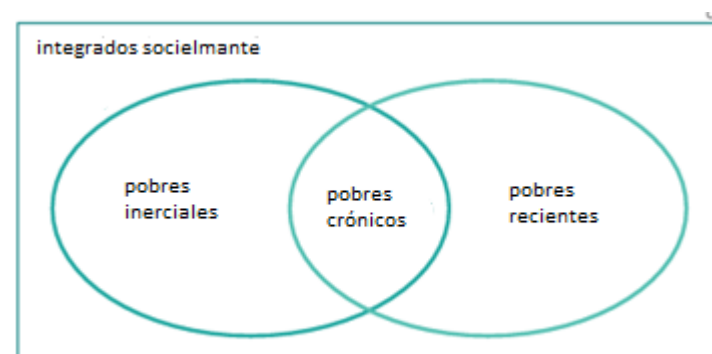 integrados socielmante
pobres
inerciales
pobres
crónicos
pobres
recientes